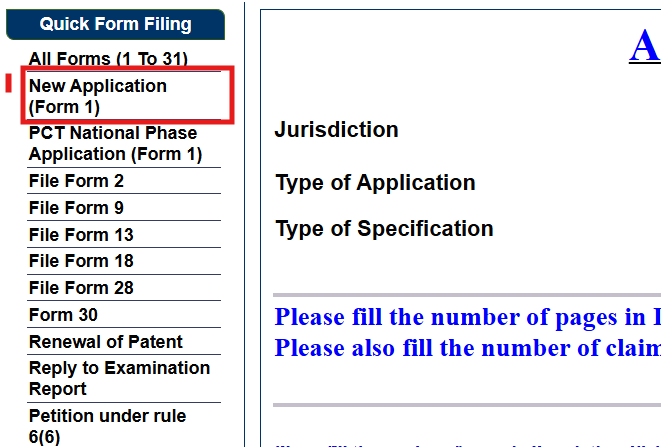 Quick Form Filing
All Forms (1 To 31)
New Application
(Form 1)
PCT National Phase
Application (Form 1)
File Form 2
File Form 9
File Form 13
File Form 18
File Form 28
Form 30
Renewal of Patent
Reply to Examination
Report
Petition under rule
6(6)
A
Jurisdiction
Type of Application
Type of Specification
Please fill the number of pages in
Please also fill the number of claim